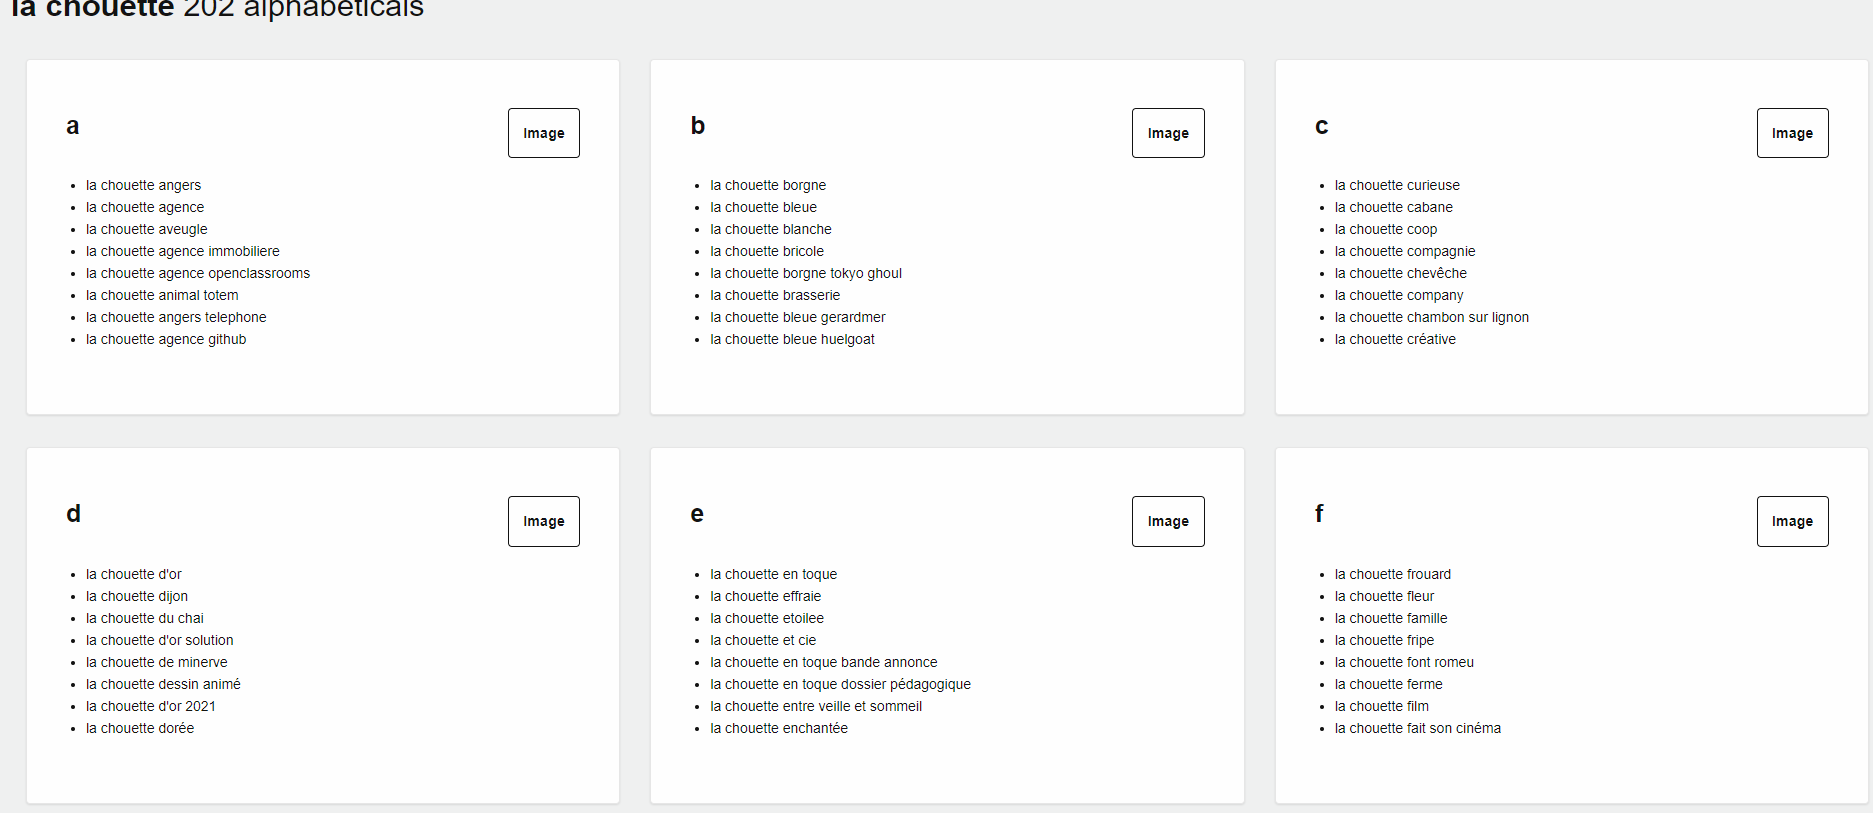 la chouette 202 alphabeticals
a
Image
la chouette angers
la chouette agence
la chouette aveugle
la chouette agence immobiliere
la chouette agence openclassrooms
la chouette animal totem
la chouette angers telephone
la chouette agence github
b
Image
la chouette borgne
la chouette bleue
la chouette blanche
la chouette bricole
la chouette borgne tokyo ghoul
la chouette brasserie
la chouette bleue gerardmer
la chouette bleue huelgoat
c
Image
la chouette curieuse
la chouette cabane
la chouette coop
la chouette compagnie
la chouette chevêche
la chouette company
la chouette chambon sur lignon
la chouette créative
d
Image
la chouette d'or
la chouette dijon
la chouette du chai
la chouette d'or solution
la chouette de minerve
la chouette dessin animé
la chouette d'or 2021
la chouette dorée
e
Image
la chouette en toque
la chouette effraie
la chouette etoilee
la chouette et cie
la chouette en toque bande annonce
la chouette en toque dossier pédagogique
la chouette entre veille et sommeil
la chouette enchantée
f
Image
la chouette frouard
la chouette fleur
la chouette famille
la chouette fripe
la chouette font romeu
la chouette ferme
la chouette film
la chouette fait son cinéma